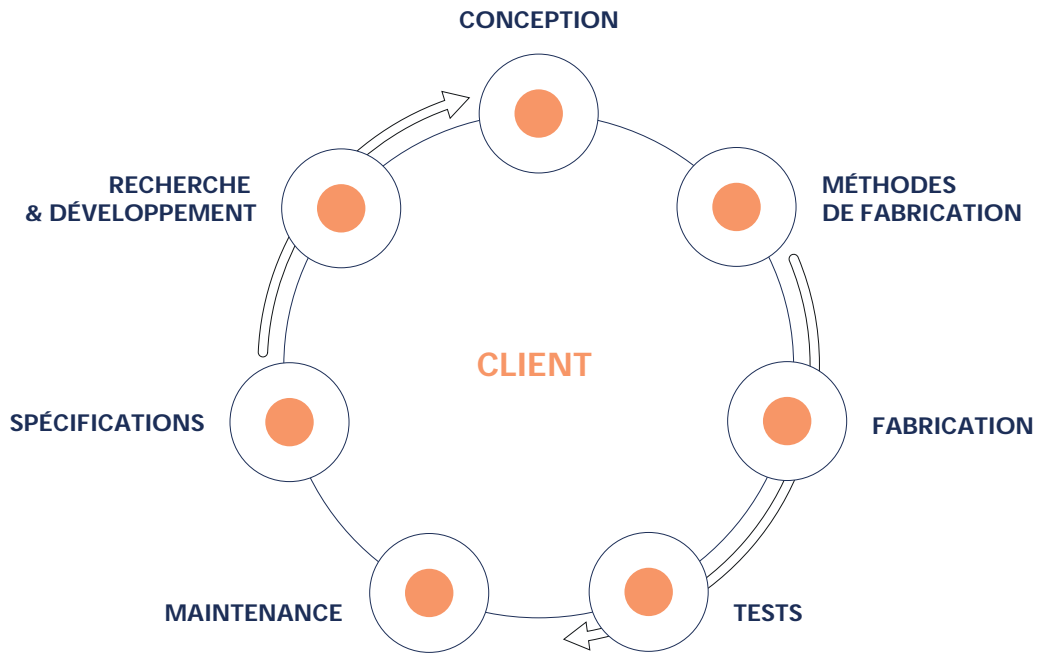 CONCEPTION
RECHERCHE
& DÉVELOPPEMENT
MÉTHODES
DE FABRICATION
CLIENT
SPÉCIFICATIONS
FABRICATION
MAINTENANCE
TESTS